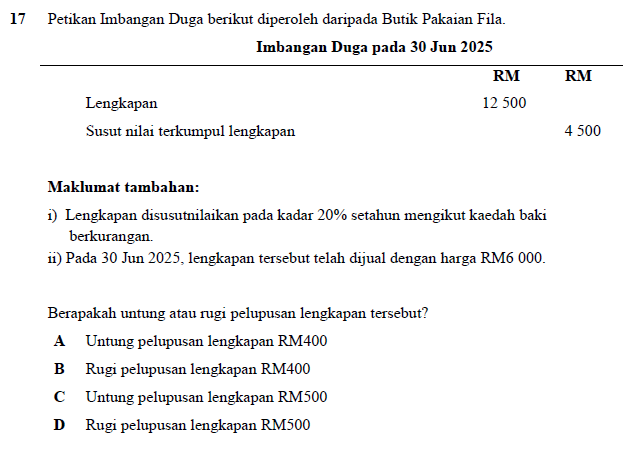 17 Petikan Imbangan Duga berikut diperoleh daripada Butik Pakaian Fila.
Imbangan Duga pada 30 Jun 2025
RM RM
Lengkapan 12 500
Susut nilai terkumpul lengkapan 4 500
Maklumat tambahan:
i) Lengkapan disusutnilaikan pada kadar 20% setahun mengikut kaedah baki
berkurangan.
ii) Pada 30 Jun 2025, lengkapan tersebut telah dijual dengan harga RM6 000.
Berapakah untung atau rugi pelupusan lengkapan tersebut?
A Untung pelupusan lengkapan RM400
B Rugi pelupusan lengkapan RM400
C Untung pelupusan lengkapan RM500
D Rugi pelupusan lengkapan RM500